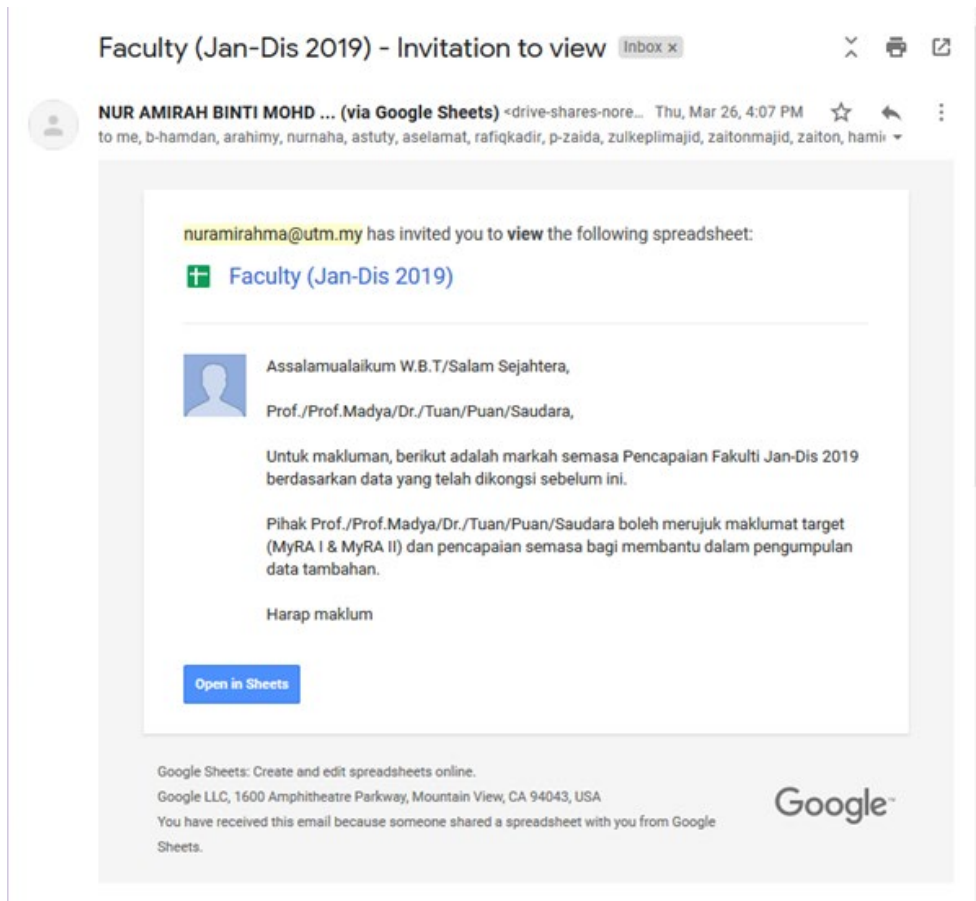 Faculty (Jan-Dis 2019) - Invitation to view Inbox x
NUR AMIRAH BINTI MOHD ... (via Google Sheets) <drive-shares-nore... Thu, Mar 26, 4:07 PM
to me, b-hamdan, arahimy, nurnaha, astuty, aselamat, rafiqkadir, p-zaida, zulkeplimajid, zaitonmajid, zaiton,
nuramirahma@utm.my has invited you to view the following spreadsheet:
Faculty (Jan-Dis 2019)
Assalamualaikum W.B.T/Salam Sejahtera,
Prof./Prof.Madya/Dr./Tuan/Puan/Saudara,
Untuk makluman, berikut adalah markah semasa Pencapaian Fakulti Jan-Dis 2019
berdasarkan data yang telah dikongsi sebelum ini.
Pihak Prof./Prof.Madya/Dr./Tuan/Puan/Saudara boleh merujuk maklumat target
(MyRA I & MyRA II) dan pencapaian semasa bagi membantu dalam pengumpulan
data tambahan.
Harap maklum
Open in Sheets
Google Sheets: Create and edit spreadsheets online.
Google LLC, 1600 Amphitheatre Parkway, Mountain View, CA 94043, USA
You have received this email because someone shared a spreadsheet with you from Google
Sheets.
Google